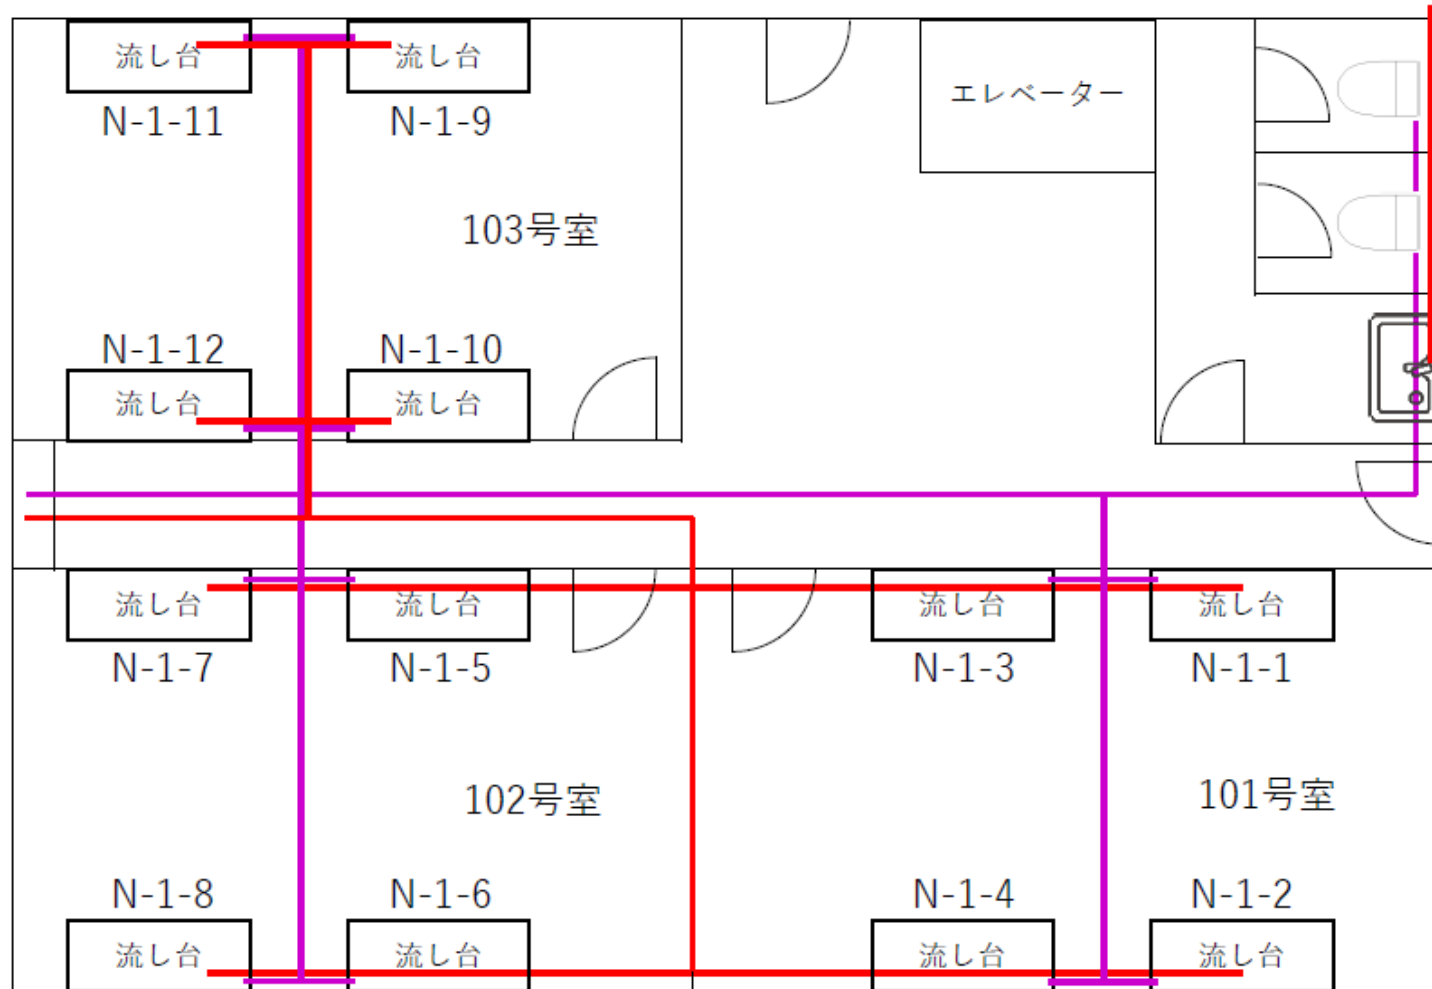 流し台
流し台
エレベーター
N-1-11
N-1-9
103号室
N-1-12
N-1-10
流し台
流し台
流し台
流し台
流し台
流し台
N-1-7
N-1-5
N-1-3
N-1-1
102号室
101号室
N-1-8
N-1-6
N-1-4
N-1-2
流し台
流し台
流し台
流し台